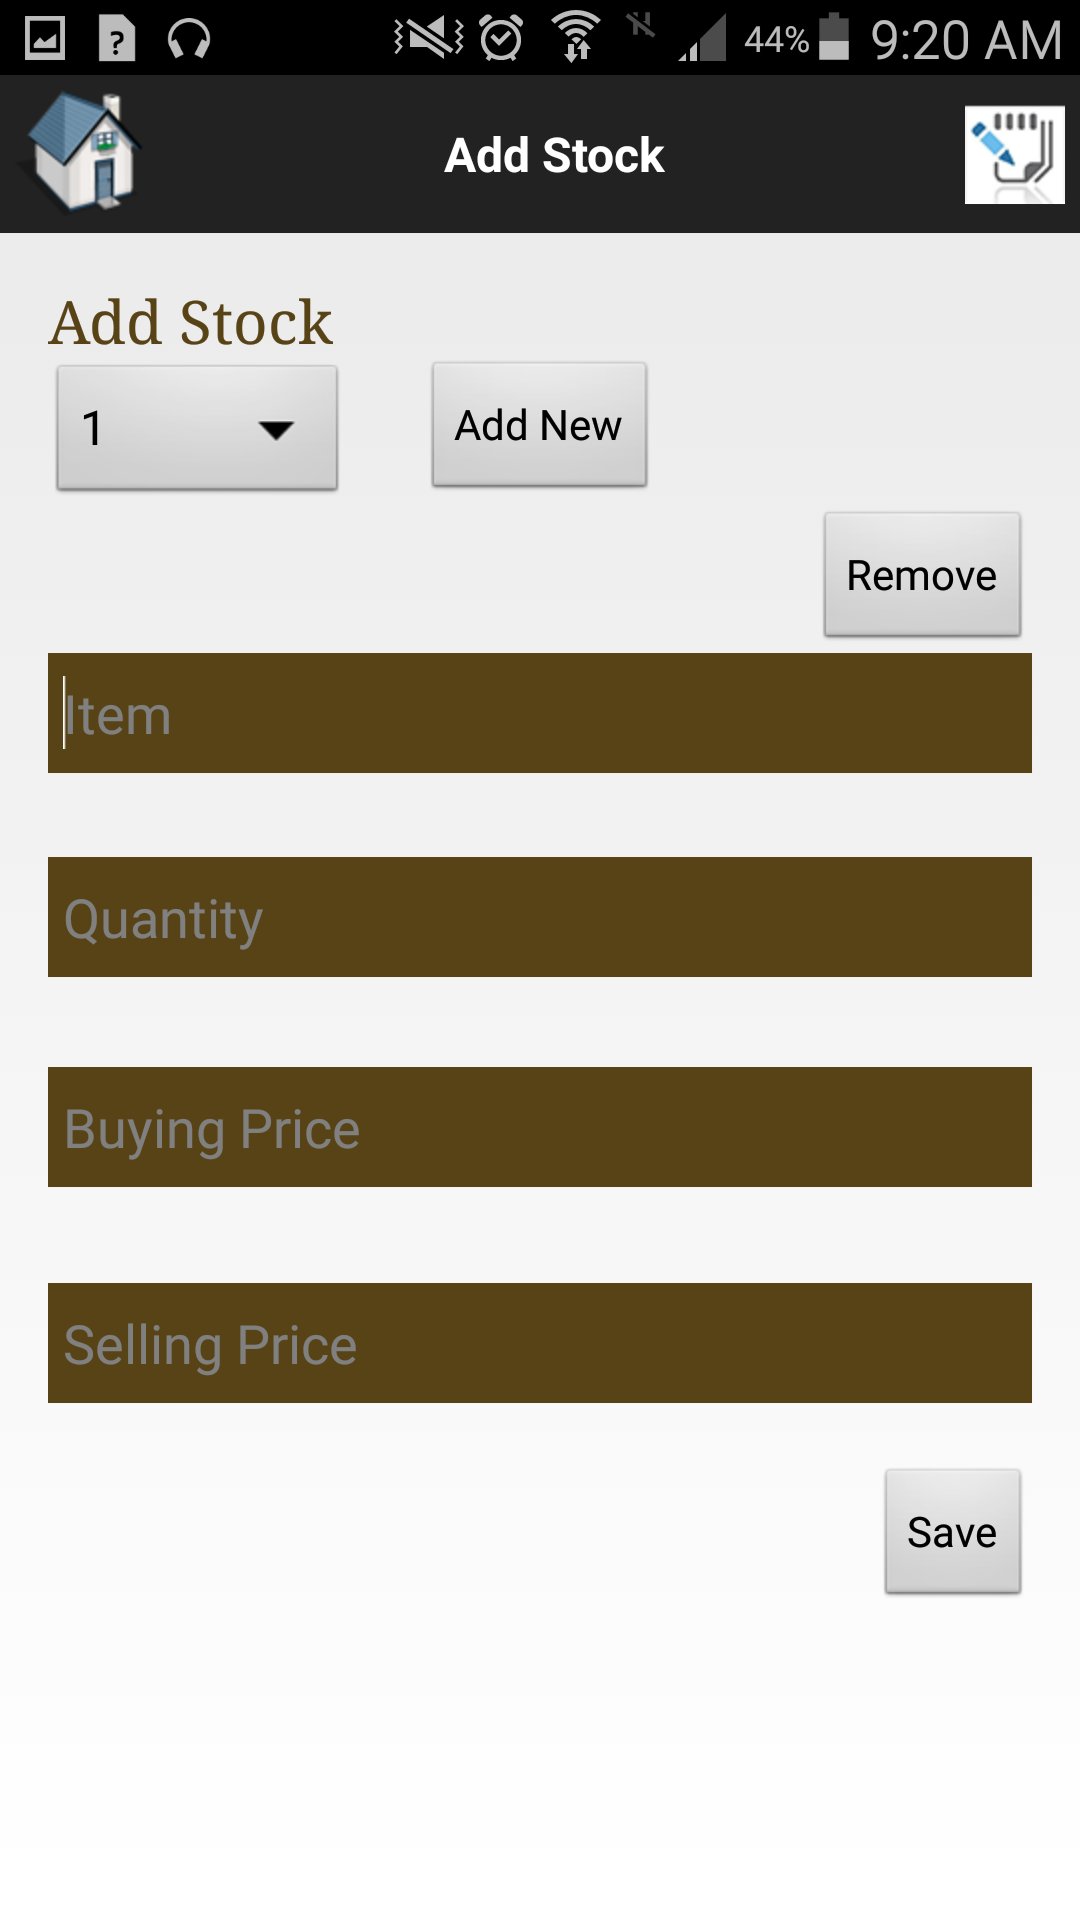 44% 9:20 AM
Add Stock
Add Stock
1 Add New
Remove
Item
Quantity
Buying Price
Selling Price
Save